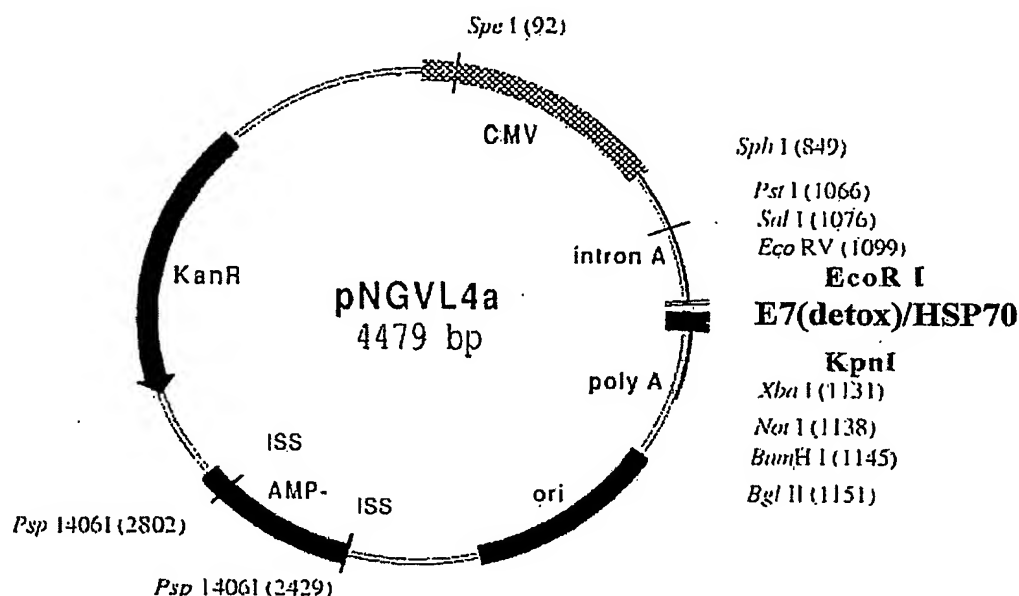 Spe I (92)
CMV
Sph I (849)
Pst I (1066)
Sal I (1076)
Eco RV (1099)
intron A
EcoR I
KanR
pNGVL4a
4479 bp
E7(detox)/HSP70
KpnI
poly A
Xba I (1131)
Not I (1138)
BamH I (1145)
Bgl II (1151)
ISS
AMP-
ISS
ori
Psp 1406I (2802)
Psp 1406I (2429)